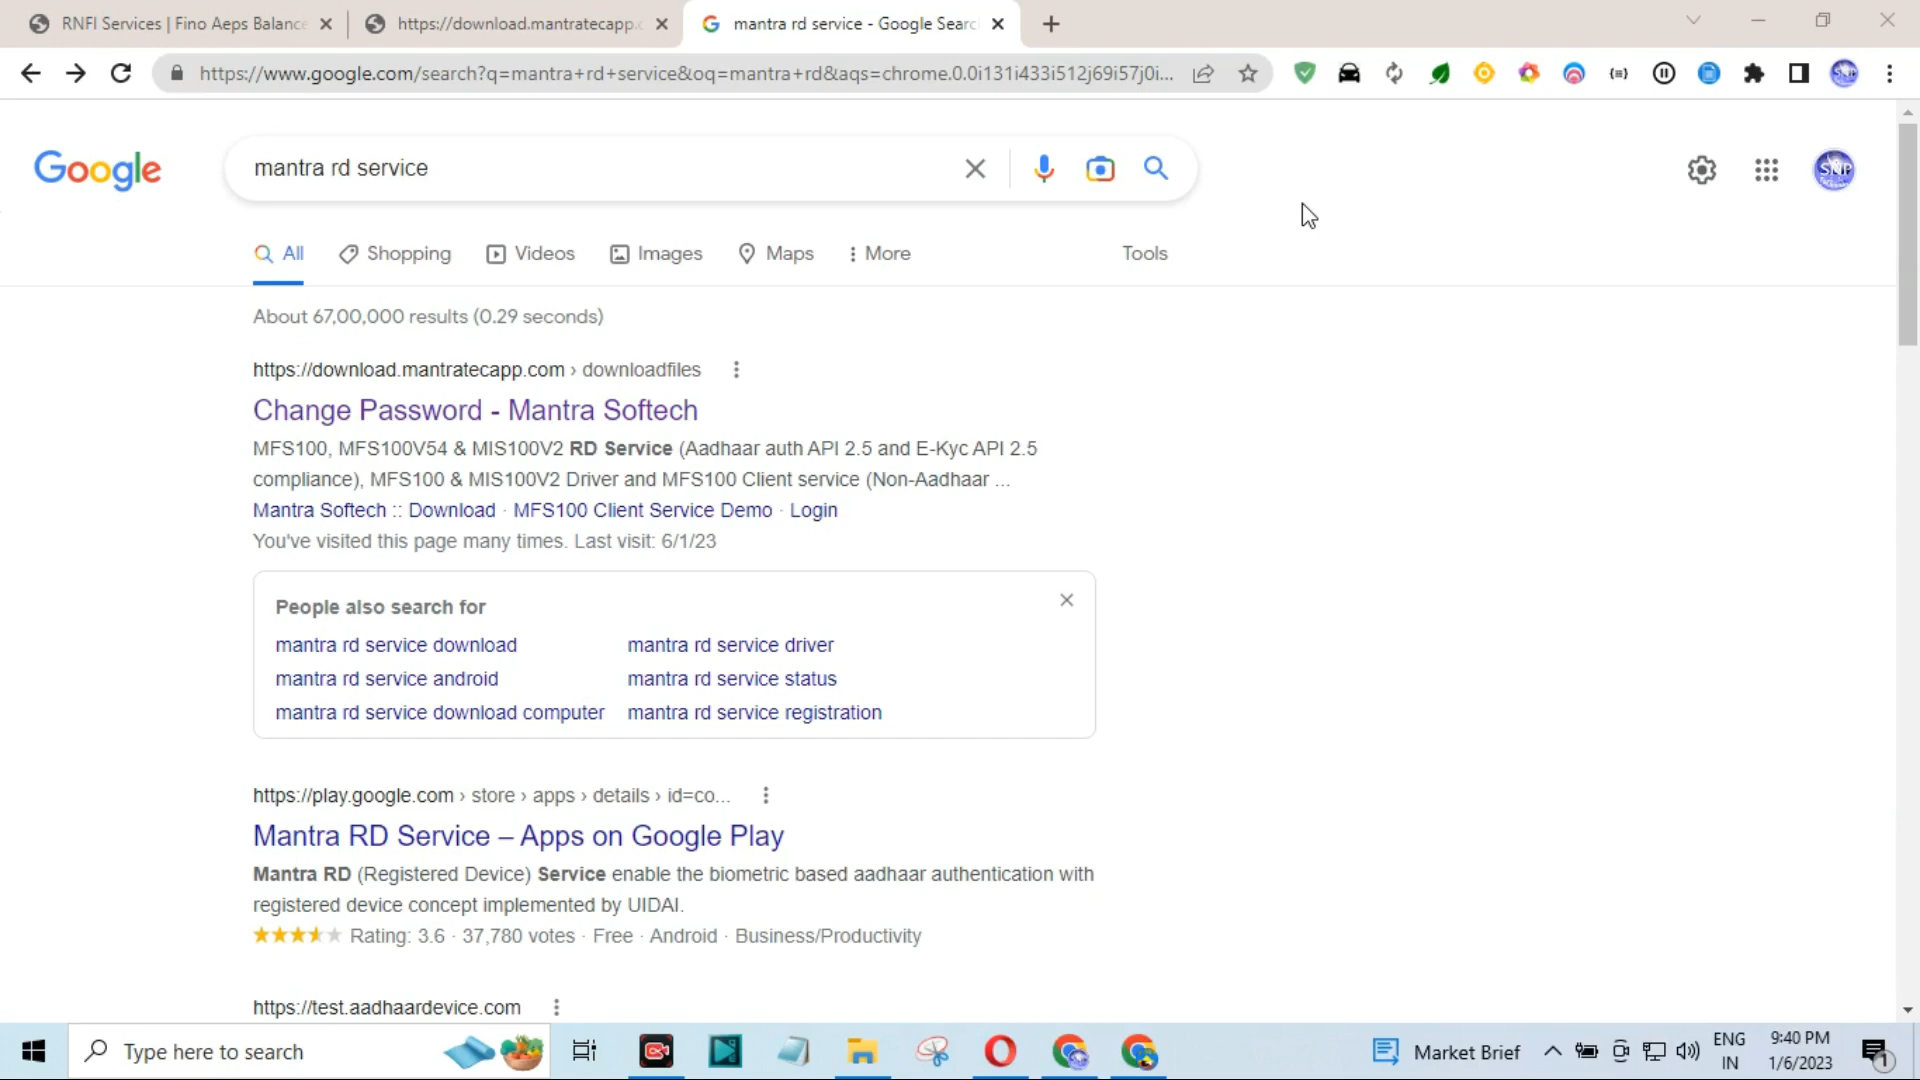 RNFI Services | Fino Aeps Balance
https://download.mantratecapp.c
mantra rd service - Google Searc
https://www.google.com/search?q=mantra+rd+service&oq=mantra+rd&aqs=chrome.0.0i131i433i512j69i57j0i...
Google
mantra rd service
SNIP
All
Shopping
Videos
Images
Maps
More
Tools
About 67,00,000 results (0.29 seconds)
https://download.mantratecapp.com › downloadfiles
Change Password - Mantra Softech
MFS100, MFS100V54 & MIS100V2 RD Service (Aadhaar auth API 2.5 and E-Kyc API 2.5
compliance), MFS100 & MIS100V2 Driver and MFS100 Client service (Non-Aadhaar ...
Mantra Softech :: Download · MFS100 Client Service Demo · Login
You've visited this page many times. Last visit: 6/1/23
People also search for
mantra rd service download
mantra rd service driver
mantra rd service android
mantra rd service status
mantra rd service download computer
mantra rd service registration
https://play.google.com › store › apps › details › id=co...
Mantra RD Service – Apps on Google Play
Mantra RD (Registered Device) Service enable the biometric based aadhaar authentication with
registered device concept implemented by UIDAI.
Rating: 3.6 · 37,780 votes · Free · Android · Business/Productivity
https://test.aadhaardevice.com
Type here to search
Market Brief
ENG
IN
9:40 PM
1/6/2023
1